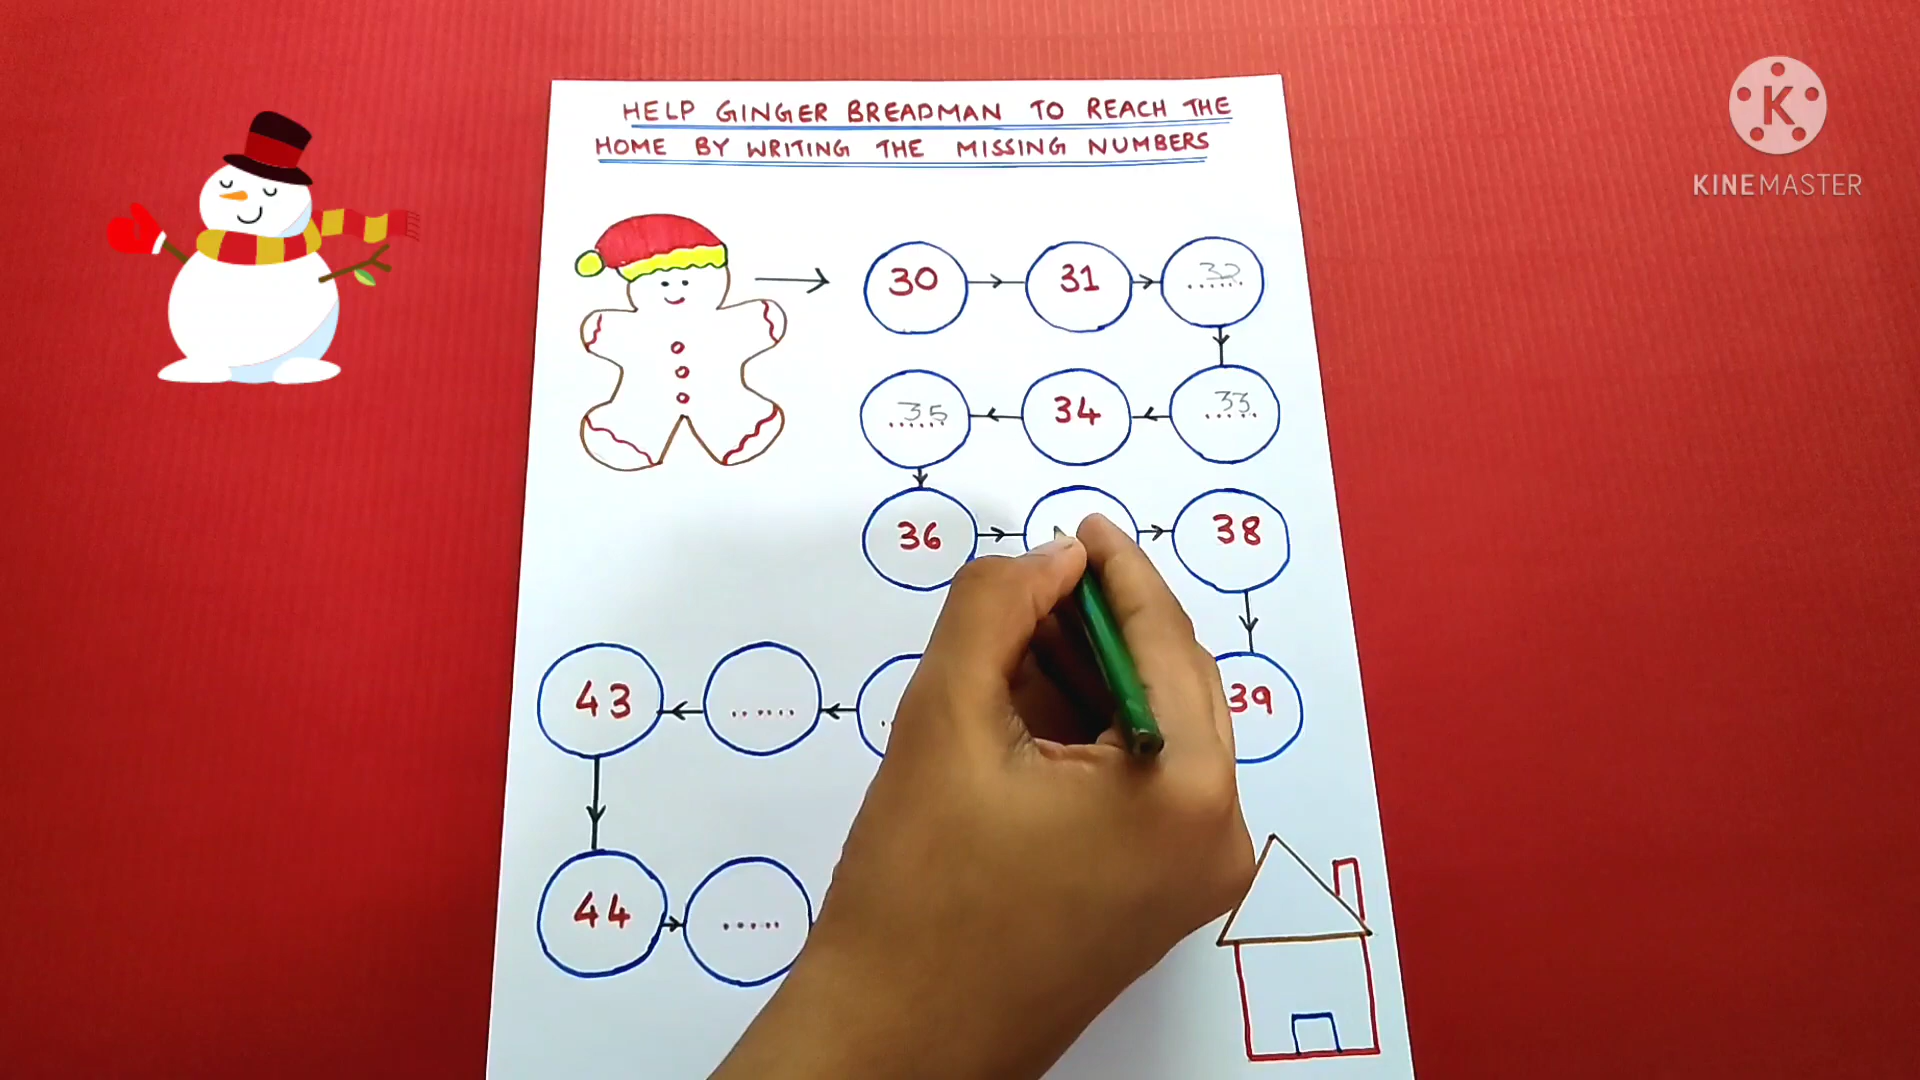 HELP GINGER BREADMAN TO REACH THE
HOME BY WRITING THE MISSING NUMBERS
KINEMASTER
30 31 32
35 34 33
36 38
43 39
44